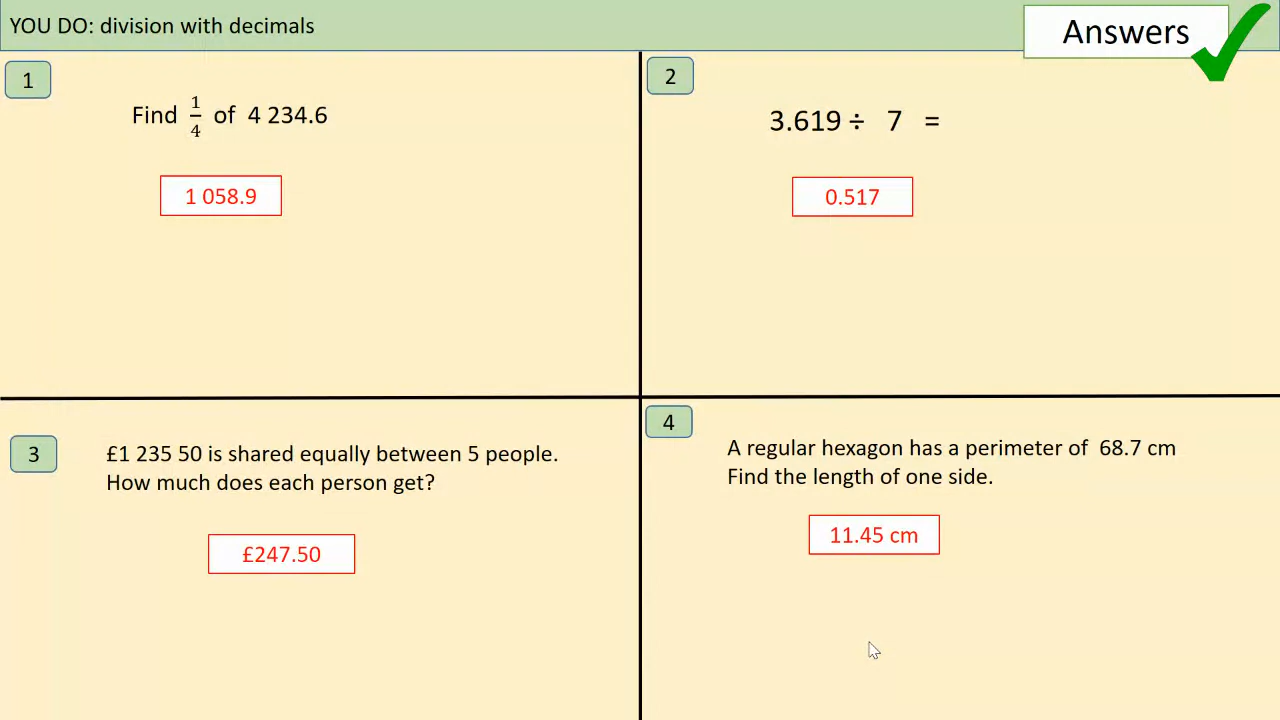 YOU DO: division with decimals
Answers
1
Find 1/4 of 4 234.6
1 058.9
2
3.619 ÷ 7 =
0.517
3
£1 235 50 is shared equally between 5 people.
How much does each person get?
£247.50
4
A regular hexagon has a perimeter of 68.7 cm
Find the length of one side.
11.45 cm